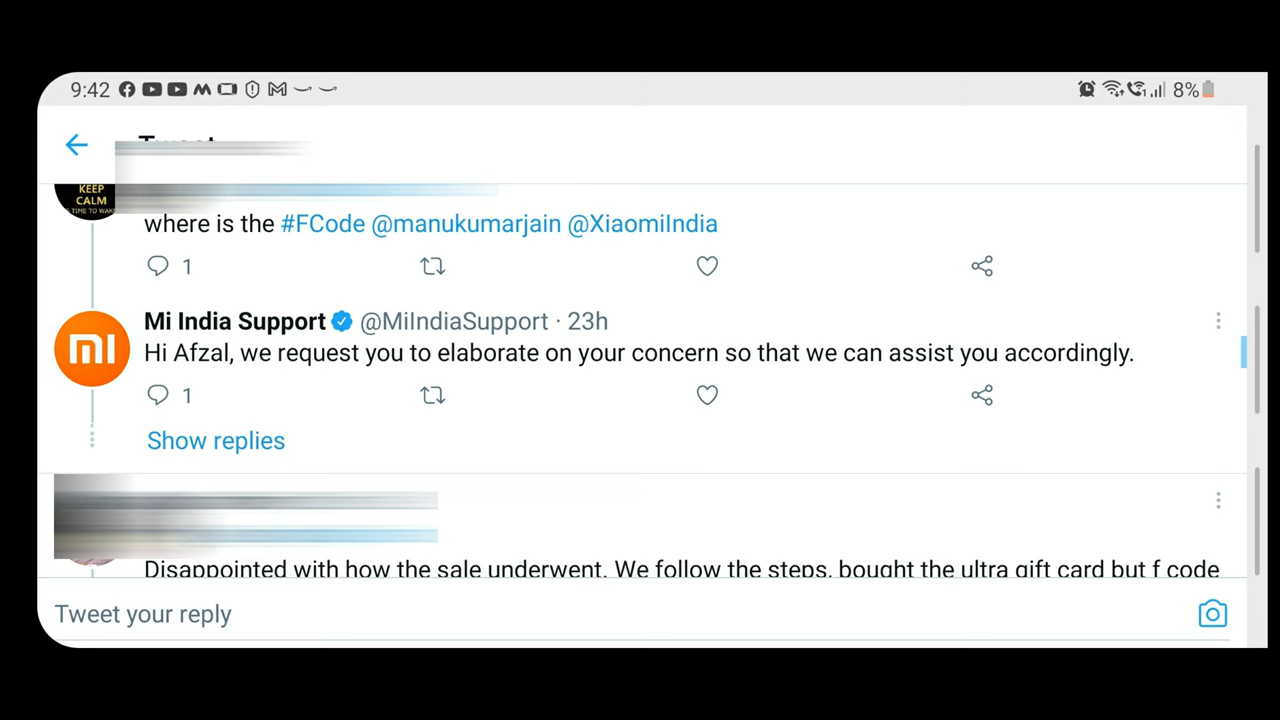 9:42 8%
KEEP
CALM
TIME TO
where is the #FCode @manukumarjain @XiaomiIndia
1
Mi India Support @MiIndiaSupport · 23h
mi Hi Afzal, we request you to elaborate on your concern so that we can assist you accordingly.
1
Show replies
Disappointed with how the sale underwent. We follow the steps, bought the ultra gift card but f code
Tweet your reply